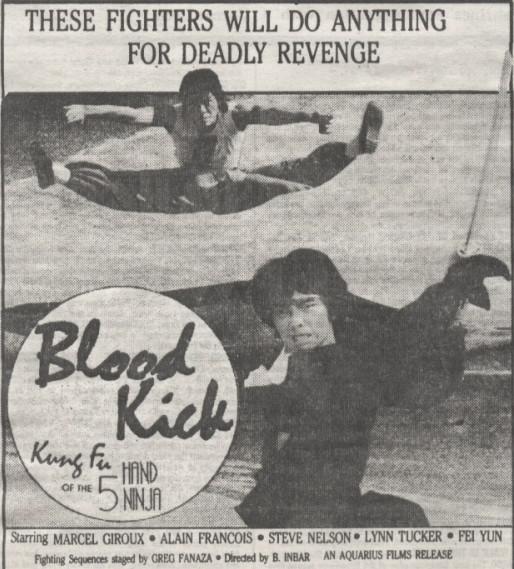 THESE FIGHTERS WILL DO ANYTHING
FOR DEADLY REVENGE
Blood
Kick
Kung Fu
OF THE 5 HAND
NINJA
Starring MARCEL GIROUX • ALAIN FRANCOIS • STEVE NELSON • LYNN TUCKER • FEI YUN
Fighting Sequences staged by GREG FANAZA • Directed by B. INBAR AN AQUARIUS FILMS RELEASE